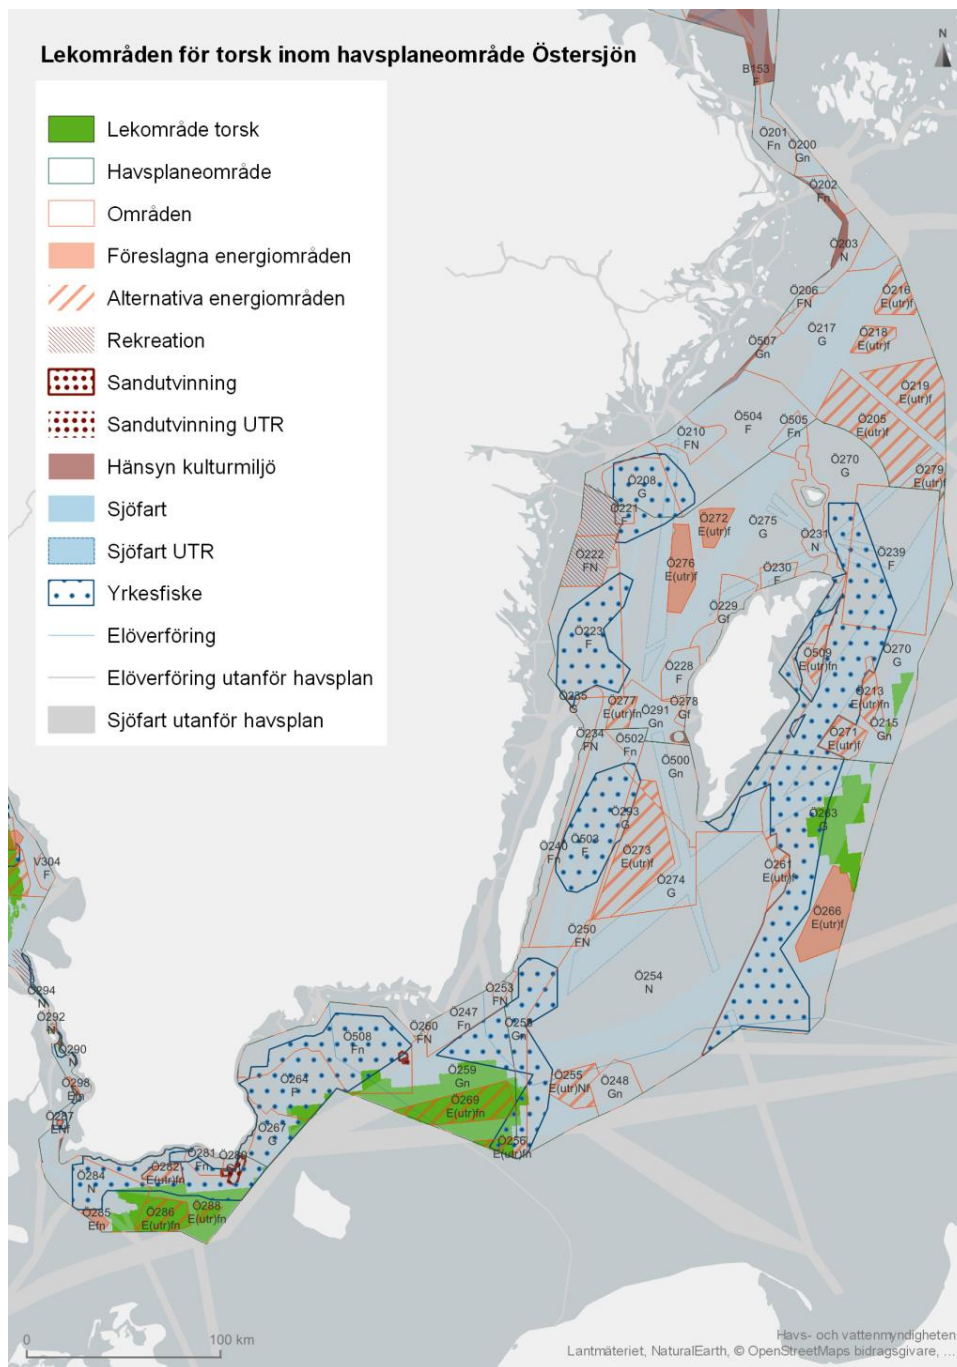 Lekområden för torsk inom havsplaneområde Östersjön
N
Lekområde torsk
Havsplaneområde
Områden
Föreslagna energiområden
Alternativa energiområden
Rekreation
Sandutvinning
Sandutvinning UTR
Hänsyn kulturmiljö
Sjöfart
Sjöfart UTR
Yrkesfiske
Elöverföring
Elöverföring utanför havsplan
Sjöfart utanför havsplan
B153
F
Ö201
Fn
Ö200
Gn
Ö202
Fn
Ö203
N
Ö206
FN
Ö216
E(utr)f
Ö217
G
Ö218
E(utr)f
Ö507
Gn
Ö219
E(utr)f
Ö504
F
Ö505
Fn
Ö205
E(utr)f
Ö210
FN
Ö270
G
Ö279
E(utr)f
Ö208
G
Ö221
F
Ö272
E(utr)f
Ö275
G
Ö231
N
Ö239
F
Ö222
FN
Ö276
E(utr)f
Ö230
F
Ö229
Gf
Ö223
F
Ö509
E(utr)fn
Ö270
G
Ö228
F
Ö213
E(utr)fn
Ö235
G
Ö277
E(utr)fn
Ö291
Gn
Ö278
Gf
Ö215
Gn
Ö271
E(utr)f
Ö234
FN
Ö502
Fn
Ö500
Gn
Ö293
G
Ö263
G
Ö240
Fn
Ö503
F
Ö273
E(utr)f
Ö261
E(utr)f
Ö274
G
V304
F
Ö266
E(utr)f
Ö250
FN
Ö254
N
Ö294
N
Ö253
FN
Ö292
N
Ö247
Fn
Ö258
Gn
Ö260
FN
Ö508
Fn
Ö290
N
Ö259
Gn
Ö255
E(utr)Nf
Ö248
Gn
Ö264
F
Ö298
Efn
Ö269
E(utr)fn
Ö287
ENf
Ö267
G
Ö256
E(utr)fn
Ö281
Fn
Ö282
E(utr)fn
Ö284
N
Ö285
Efn
Ö286
E(utr)fn
Ö288
E(utr)fn
0
100 km
Havs- och vattenmyndigheten
Lantmäteriet, NaturalEarth, © OpenStreetMaps bidragsgivare, ...